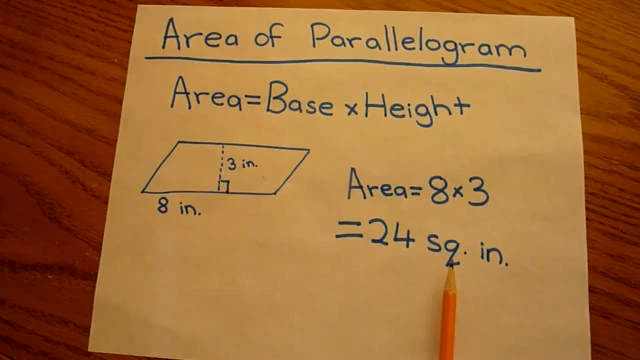 Area of Parallelogram
Area=Base×Height
3 in.
8 in.
Area=8×3
=24 sq. in.